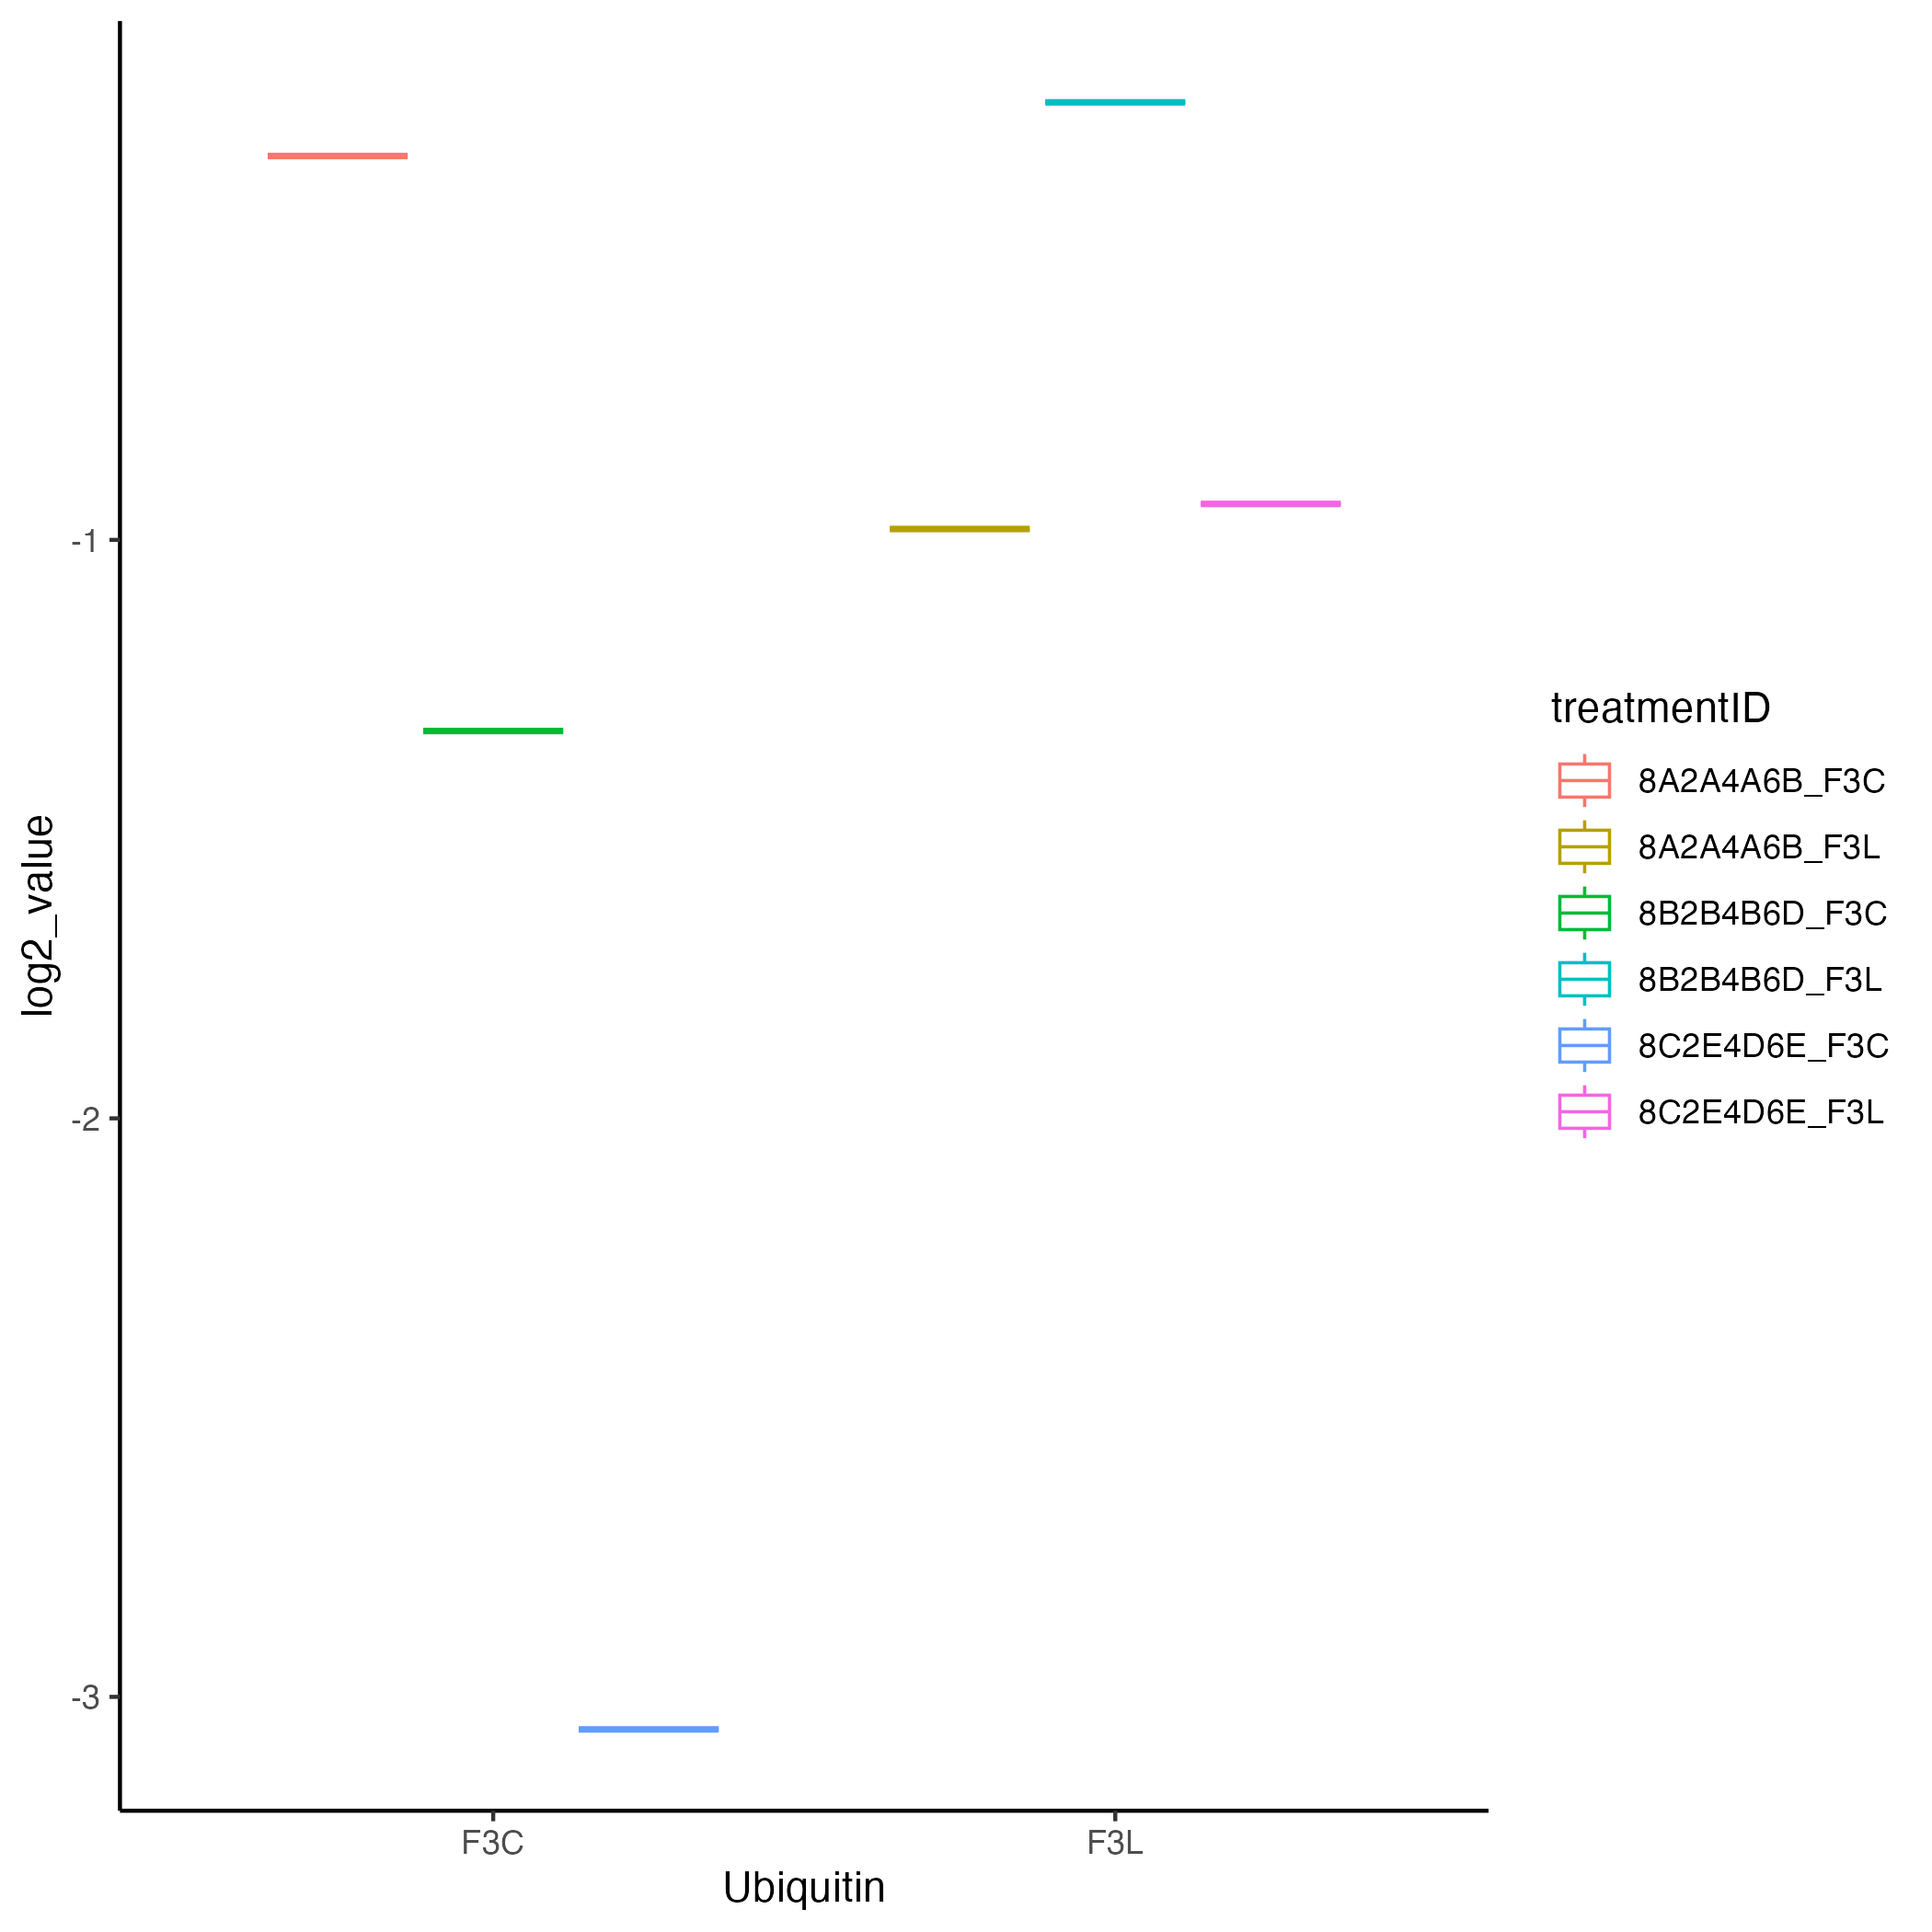 log2_value
-1
-2
-3
F3C
F3L
Ubiquitin
treatmentID
8A2A4A6B_F3C
8A2A4A6B_F3L
8B2B4B6D_F3C
8B2B4B6D_F3L
8C2E4D6E_F3C
8C2E4D6E_F3L